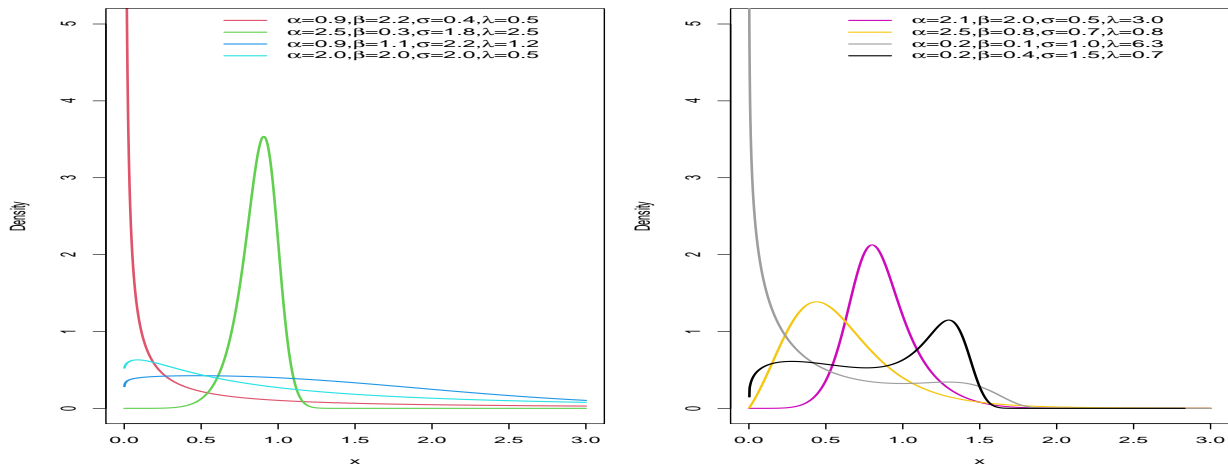 α=0.9,β=2.2,σ=0.4,λ=0.5
α=2.5,β=0.3,σ=1.8,λ=2.5
α=0.9,β=1.1,σ=2.2,λ=1.2
α=2.0,β=2.0,σ=2.0,λ=0.5
5
4
3
2
1
0
Density
0.0 0.5 1.0 1.5 2.0 2.5 3.0
x
α=2.1,β=2.0,σ=0.5,λ=3.0
α=2.5,β=0.8,σ=0.7,λ=0.8
α=0.2,β=0.1,σ=1.0,λ=6.3
α=0.2,β=0.4,σ=1.5,λ=0.7
5
4
3
2
1
0
Density
0.0 0.5 1.0 1.5 2.0 2.5 3.0
x